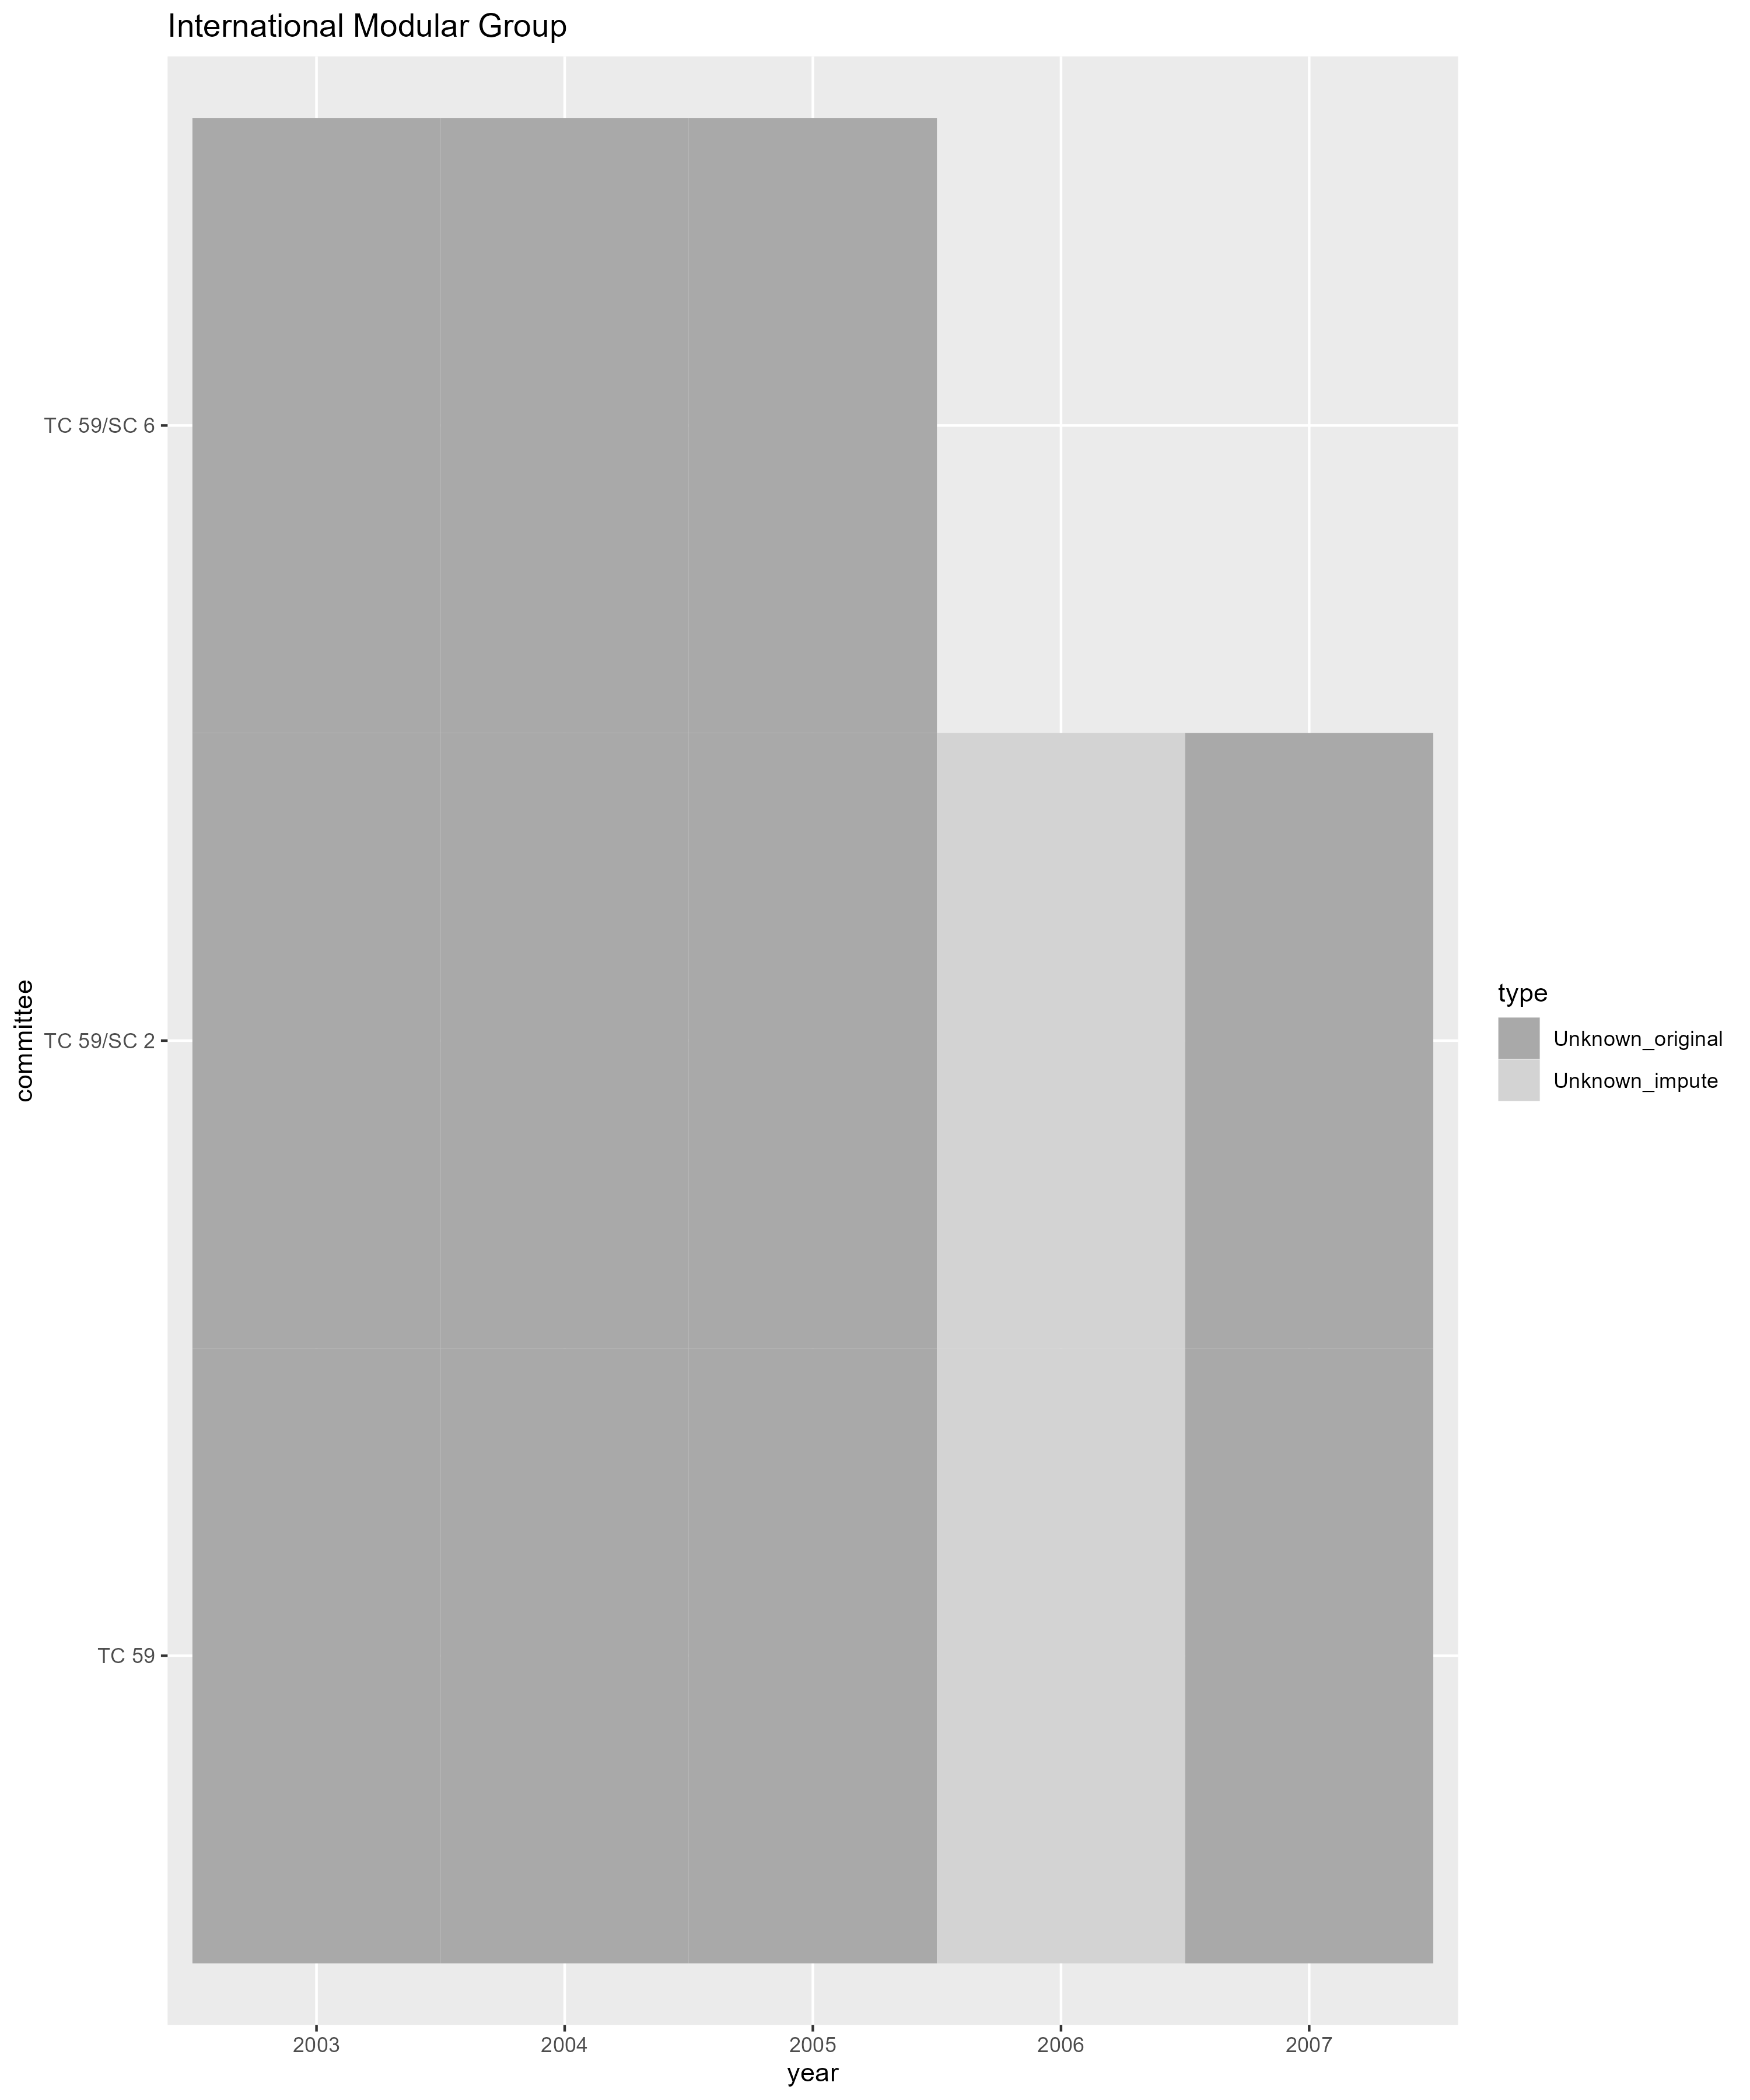 International Modular Group
TC 59/SC 6
TC 59/SC 2
TC 59
committee
2003
2004
2005
2006
2007
year
type
Unknown_original
Unknown_impute